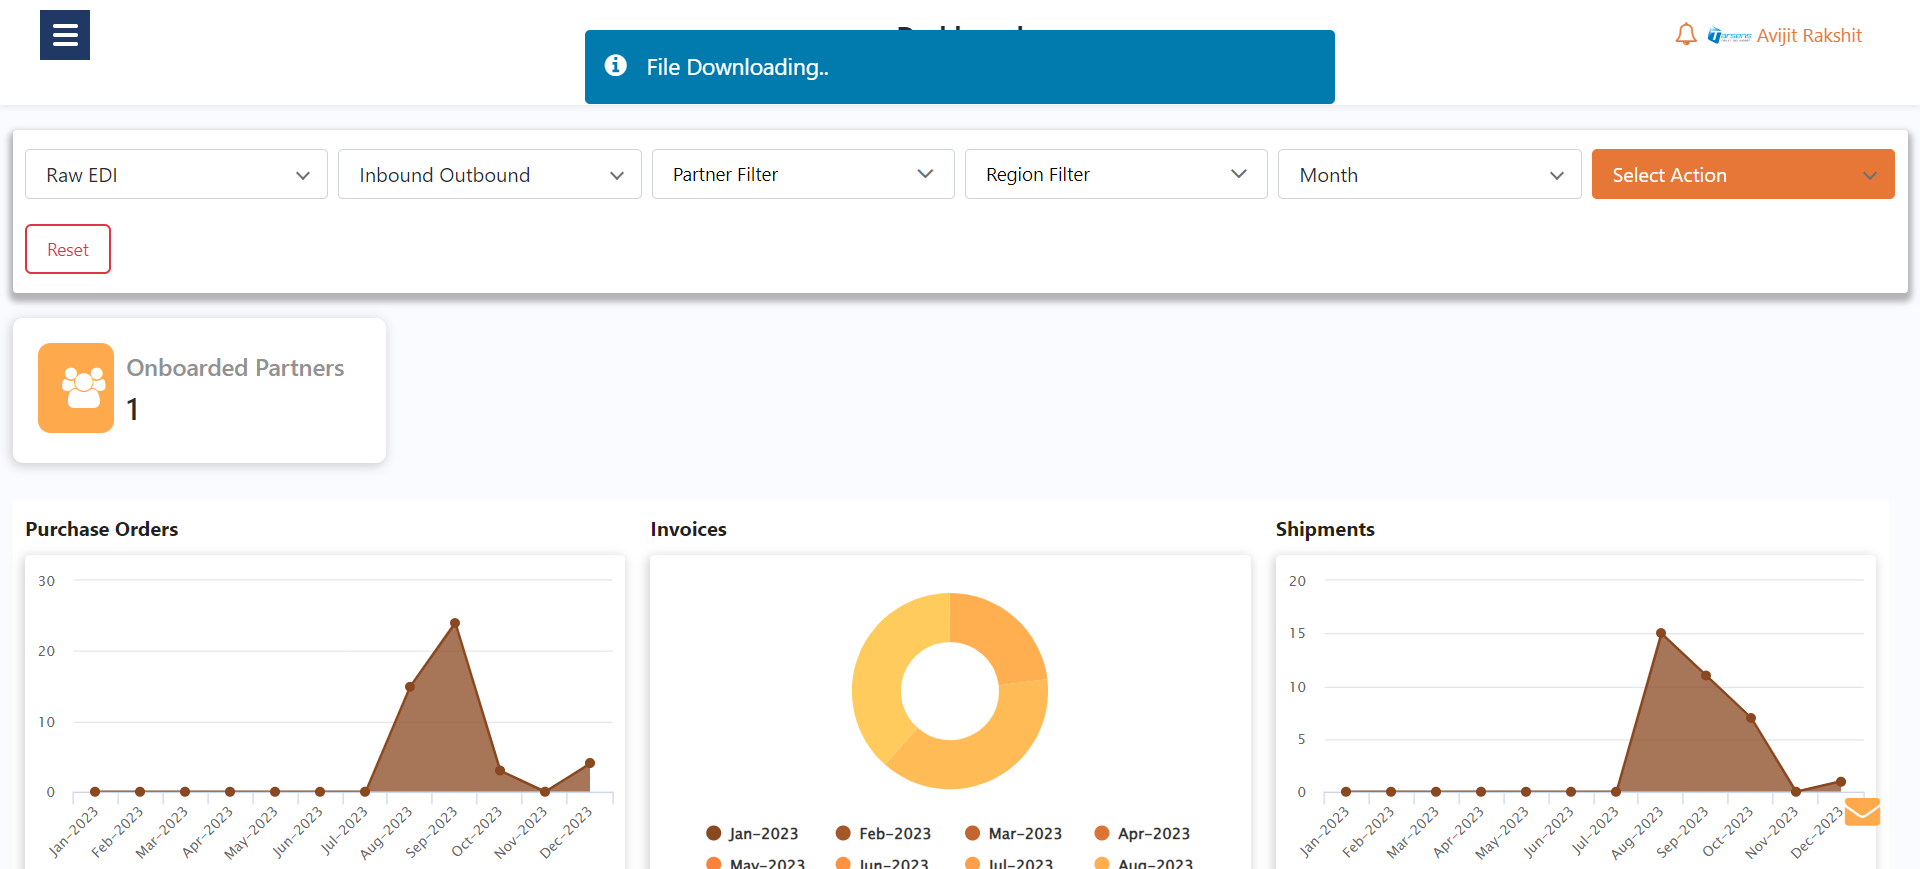 File Downloading..
Tarsons
Avijit Rakshit
Raw EDI
Inbound Outbound
Partner Filter
Region Filter
Month
Select Action
Reset
Onboarded Partners
1
Purchase Orders
30
20
10
0
Jan-2023
Feb-2023
Mar-2023
Apr-2023
May-2023
Jun-2023
Jul-2023
Aug-2023
Sep-2023
Oct-2023
Nov-2023
Dec-2023
Invoices
Jan-2023
Feb-2023
Mar-2023
Apr-2023
May-2023
Jun-2023
Jul-2023
Aug-2023
Shipments
20
15
10
5
0
Jan-2023
Feb-2023
Mar-2023
Apr-2023
May-2023
Jun-2023
Jul-2023
Aug-2023
Sep-2023
Oct-2023
Nov-2023
Dec-2023